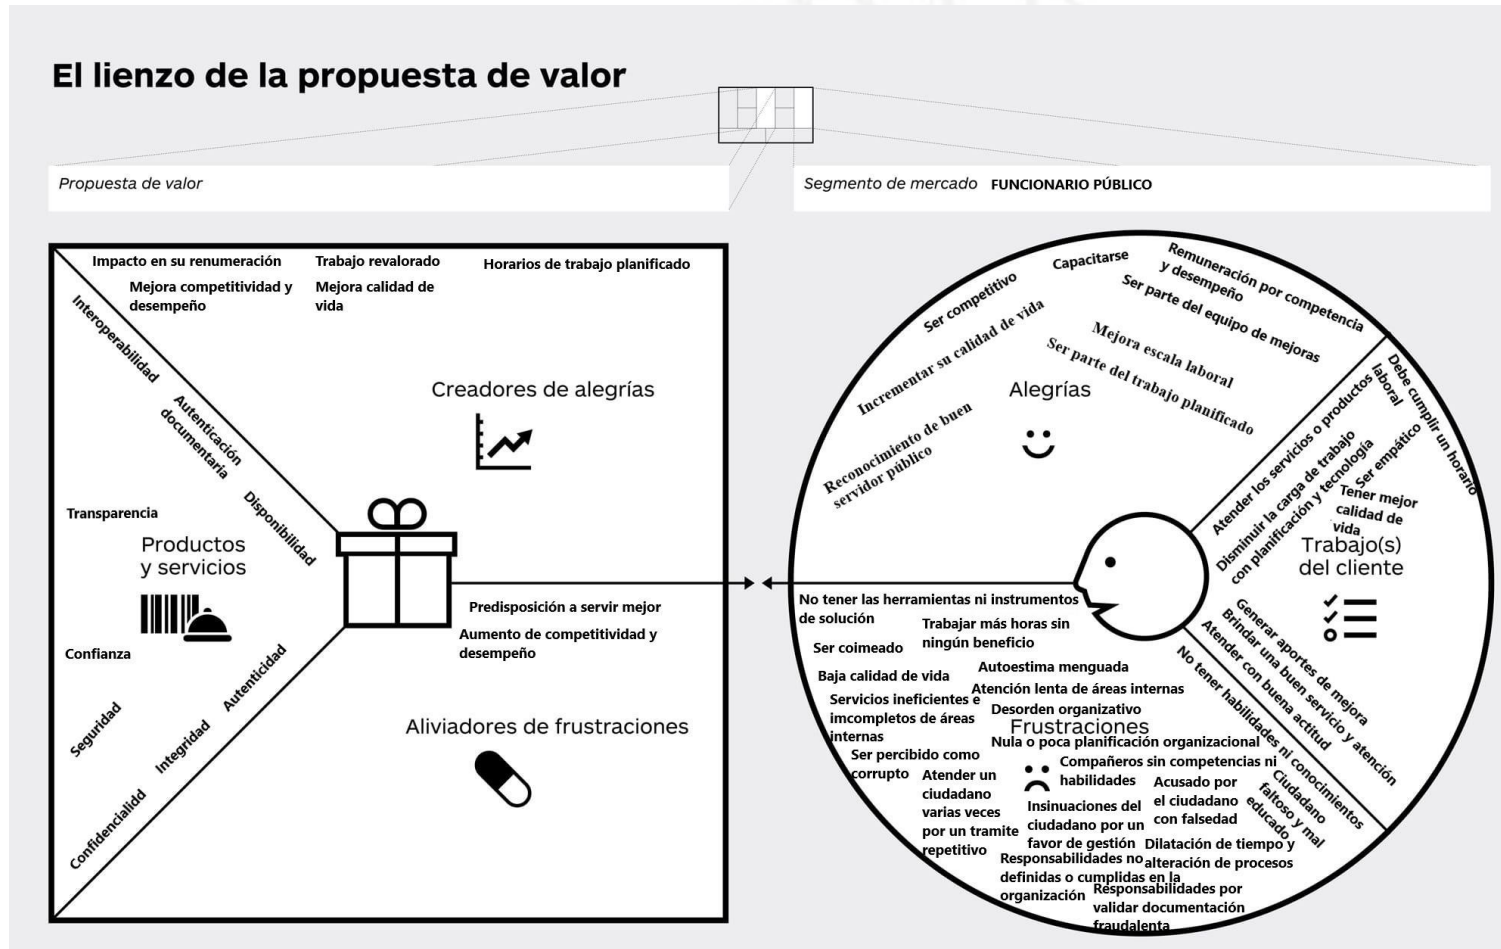 El lienzo de la propuesta de valor
Propuesta de valor
Segmento de mercado FUNCIONARIO PÚBLICO
Impacto en su renumeración
Trabajo revalorado
Horarios de trabajo planificado
Mejora competitividad y
desempeño
Mejora calidad de
vida
Interoperabilidad
Autenticación
documentaria
Disponibilidad
Creadores de alegrías
Transparencia
Productos
y servicios
Confianza
Seguridad
Integridad
Autenticidad
Confidencialidd
Predisposición a servir mejor
Aumento de competitividad y
desempeño
Aliviadores de frustraciones
Ser competitivo
Capacitarse
Remuneración por competencia
y desempeño
Ser parte del equipo de mejoras
Incrementar su calidad de vida
Mejora escala laboral
Ser parte del trabajo planificado
Alegrías
Reconocimiento de buen
servidor público
Debe cumplir un horario
laboral
Atender los servicios o productos
Disminuir la carga de trabajo
con planificación y tecnología
Ser empático
Tener mejor
calidad de
vida
Trabajo(s)
del cliente
Generar aportes de mejora
Brindar una buen servicio y atención
Atender con buena actitud
No tener habilidades ni conocimientos
No tener las herramientas ni instrumentos
de solución
Trabajar más horas sin
ningún beneficio
Ser coimeado
Autoestima menguada
Baja calidad de vida
Atención lenta de áreas internas
Servicios ineficientes e
imcompletos de áreas
internas
Desorden organizativo
Frustraciones
Nula o poca planificación organizacional
Ser percibido como
corrupto
Compañeros sin competencias ni
habilidades
Atender un
ciudadano
varias veces
por un tramite
repetitivo
Acusado por
el ciudadano
con falsedad
Ciudadano
faltoso y mal
educado
Insinuaciones del
ciudadano por un
favor de gestión
Dilatación de tiempo y
alteración de procesos
Responsabilidades no
definidas o cumplidas en la
organización
Responsabilidades por
validar documentación
fraudalenta